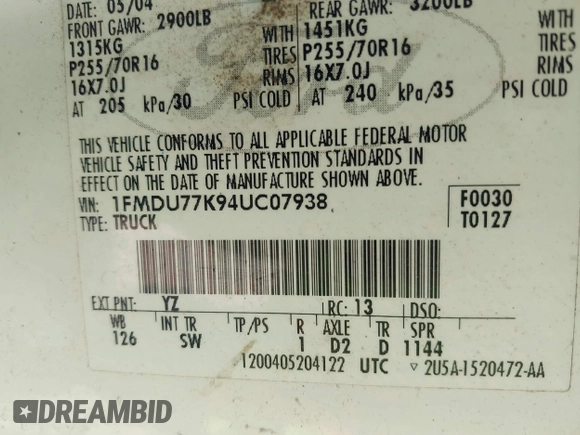 DATE: 05/04
FRONT GAWR: 2900LB
1315KG WITH
P255/70R16 TIRES
16X7.0J RIMS
AT 205 kPa/30 PSI COLD
REAR GAWR: 3200LB
1451KG WITH
P255/70R16 TIRES
16X7.0J RIMS
AT 240 kPa/35 PSI COLD
Ford
THIS VEHICLE CONFORMS TO ALL APPLICABLE FEDERAL MOTOR
VEHICLE SAFETY AND THEFT PREVENTION STANDARDS IN
EFFECT ON THE DATE OF MANUFACTURE SHOWN ABOVE.
VIN: 1FMDU77K94UC07938
TYPE: TRUCK
F0030
T0127
EXT PNT: YZ RC: 13 DSO:
WB INT TR TP/PS R AXLE TR SPR
126 SW 1 D2 D 1144
1200405204122 UTC ▿ 2U5A-1520472-AA
DREAMBID